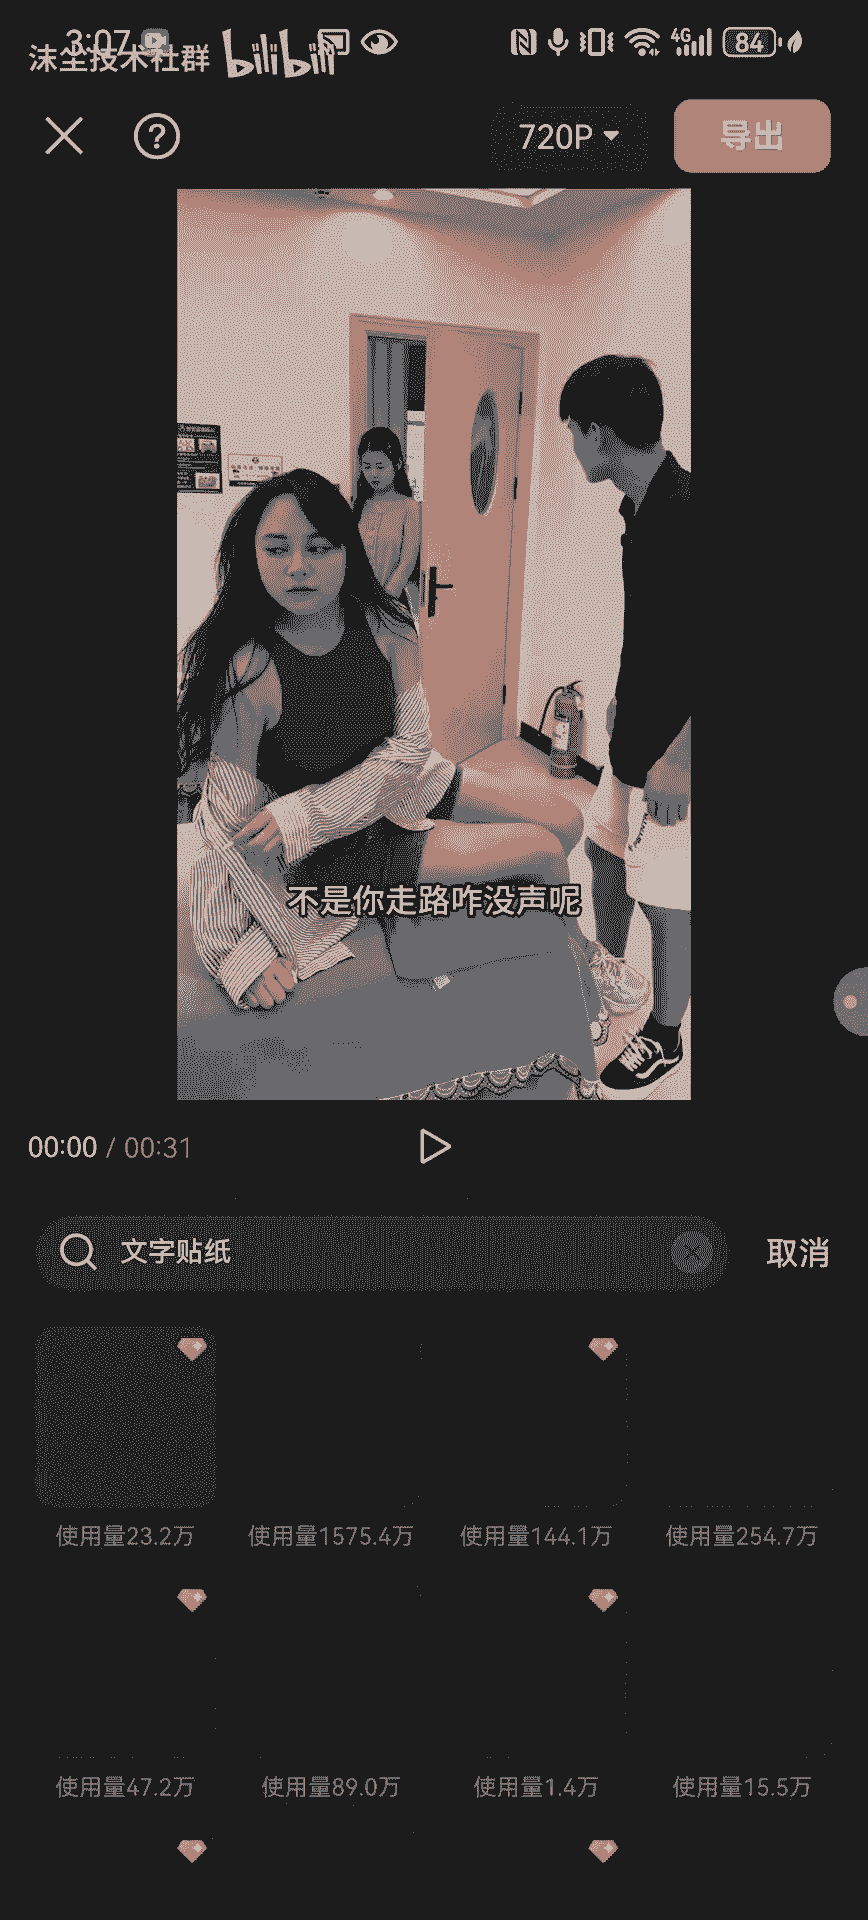 3:07
沫尘技术社群 bilibili
4G 84
720P 导出
不是你走路咋没声呢
00:00 / 00:31
文字贴纸 取消
使用量23.2万 使用量1575.4万 使用量144.1万 使用量254.7万
使用量47.2万 使用量89.0万 使用量1.4万 使用量15.5万